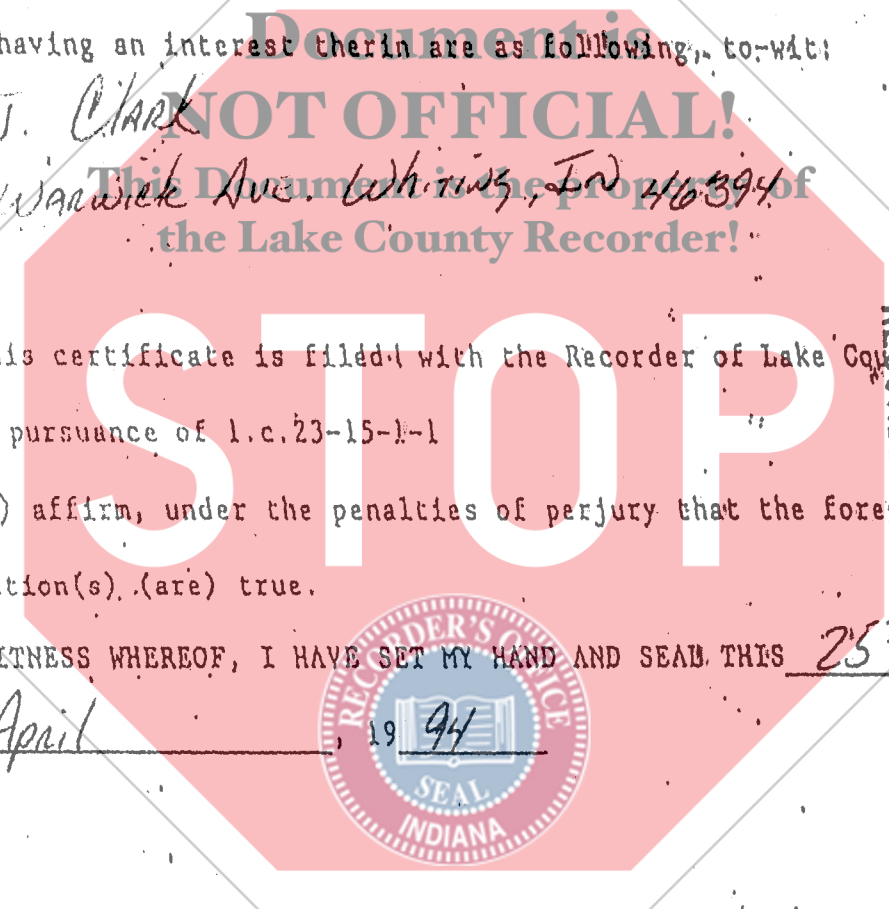 Document is
having an interest therin are as following, to-wit:
J. Clark
NOT OFFICIAL!
This Document is the property of
Warwick Ave. Whiting, IN 46394
the Lake County Recorder!
is certificate is filed with the Recorder of Lake Cou
pursuance of 1.c.23-15-1-1
STOP
) affirm, under the penalties of perjury that the fore
tion(s) (are) true.
ITNESS WHEREOF, I HAVE SET MY HAND AND SEAL THIS 25
April, 19 94
RECORDER'S OFFICE
SEAL
INDIANA